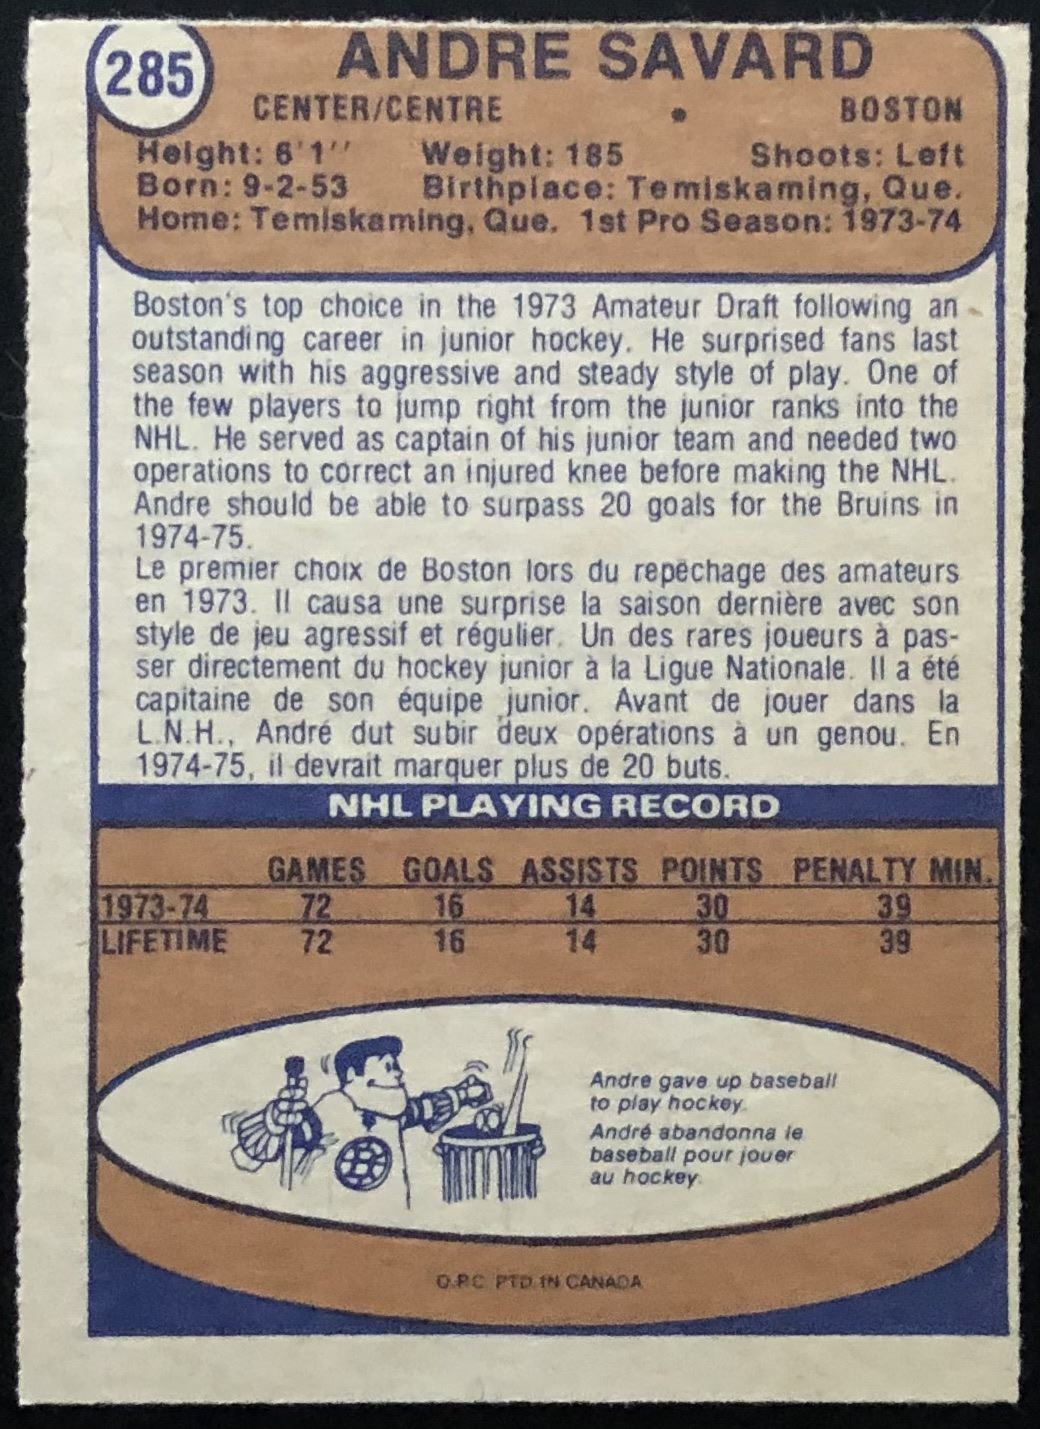 285
ANDRE SAVARD
CENTER/CENTRE • BOSTON
Height: 6'1'' Weight: 185 Shoots: Left
Born: 9-2-53 Birthplace: Temiskaming, Que.
Home: Temiskaming, Que. 1st Pro Season: 1973-74
Boston's top choice in the 1973 Amateur Draft following an
outstanding career in junior hockey. He surprised fans last
season with his aggressive and steady style of play. One of
the few players to jump right from the junior ranks into the
NHL. He served as captain of his junior team and needed two
operations to correct an injured knee before making the NHL.
Andre should be able to surpass 20 goals for the Bruins in
1974-75.
Le premier choix de Boston lors du repêchage des amateurs
en 1973. Il causa une surprise la saison dernière avec son
style de jeu agressif et régulier. Un des rares joueurs à pas-
ser directement du hockey junior à la Ligue Nationale. Il a été
capitaine de son équipe junior. Avant de jouer dans la
L.N.H., André dut subir deux opérations à un genou. En
1974-75, il devrait marquer plus de 20 buts.
NHL PLAYING RECORD
GAMES GOALS ASSISTS POINTS PENALTY MIN.
1973-74 72 16 14 30 39
LIFETIME 72 16 14 30 39
Andre gave up baseball
to play hockey.
André abandonna le
baseball pour jouer
au hockey.
O.P.C. PTD. IN CANADA